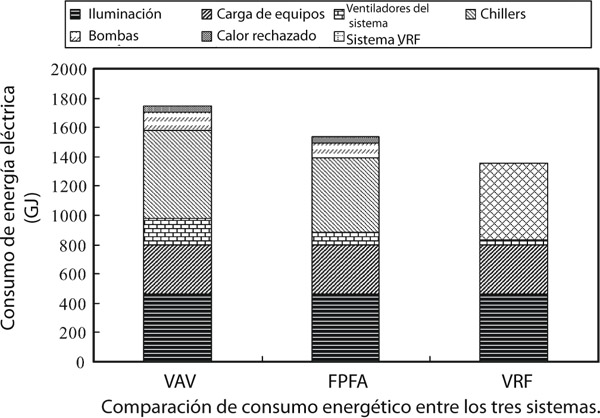 Iluminación
Carga de equipos
Ventiladores del
sistema
Chillers
Bombas
Calor rechazado
Sistema VRF
Consumo de energía eléctrica
(GJ)
2000
1800
1600
1400
1200
1000
800
600
400
200
0
VAV
FPFA
VRF
Comparación de consumo energético entre los tres sistemas.